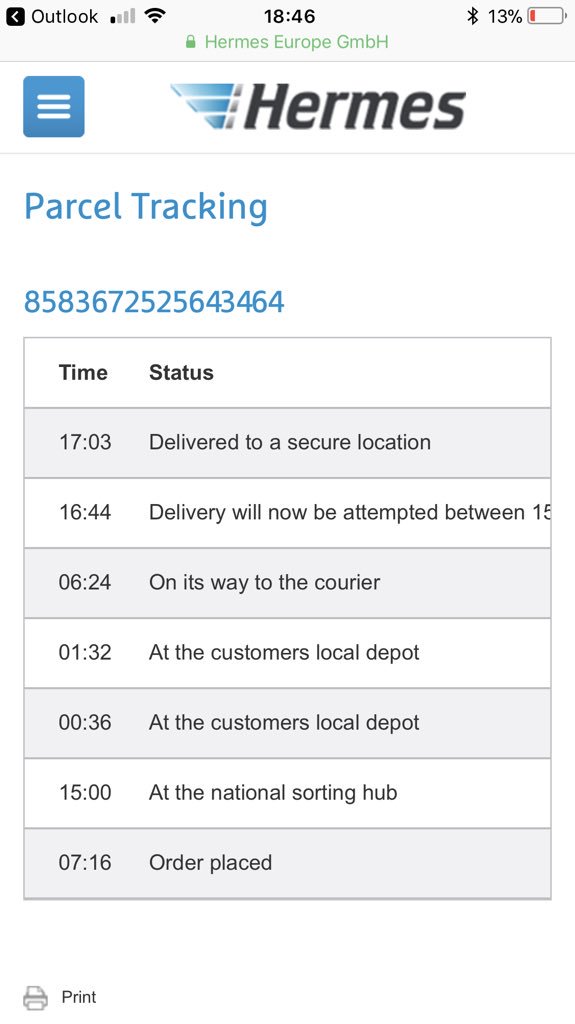 Outlook 18:46 13%
Hermes Europe GmbH
Hermes
Parcel Tracking
8583672525643464
Time Status
17:03 Delivered to a secure location
16:44 Delivery will now be attempted between 15
06:24 On its way to the courier
01:32 At the customers local depot
00:36 At the customers local depot
15:00 At the national sorting hub
07:16 Order placed
Print